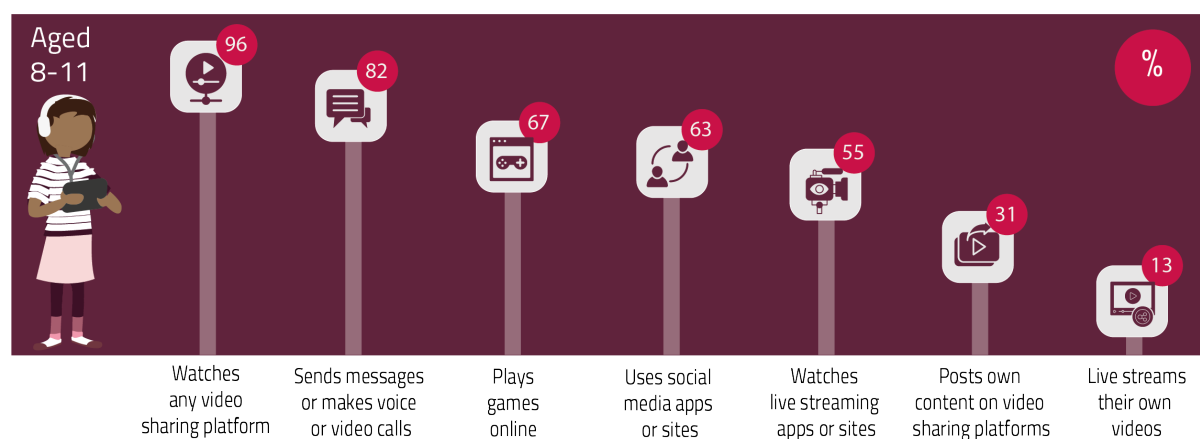 Aged
8-11
96
82
67
63
55
31
13
%
Watches
any video
sharing platform
Sends messages
or makes voice
or video calls
Plays
games
online
Uses social
media apps
or sites
Watches
live streaming
apps or sites
Posts own
content on video
sharing platforms
Live streams
their own
videos